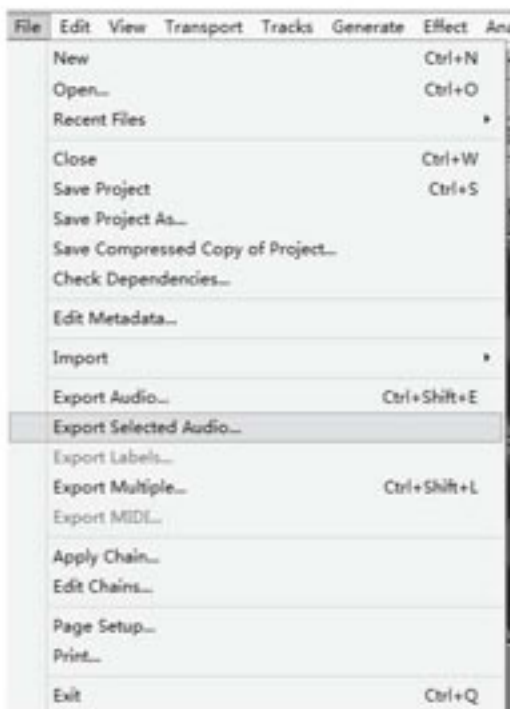 File Edit View Transport Tracks Generate Effect An
New Ctrl+N
Open... Ctrl+O
Recent Files
Close Ctrl+W
Save Project Ctrl+S
Save Project As...
Save Compressed Copy of Project...
Check Dependencies...
Edit Metadata...
Import
Export Audio... Ctrl+Shift+E
Export Selected Audio...
Export Labels...
Export Multiple... Ctrl+Shift+L
Export MIDI...
Apply Chain...
Edit Chains...
Page Setup...
Print...
Exit Ctrl+Q